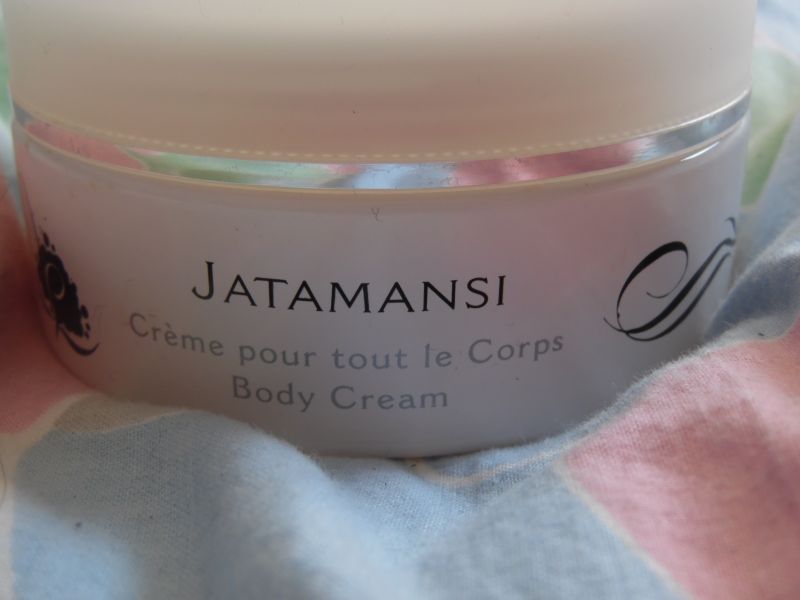 JATAMANSI
Crème pour tout le Corps
Body Cream